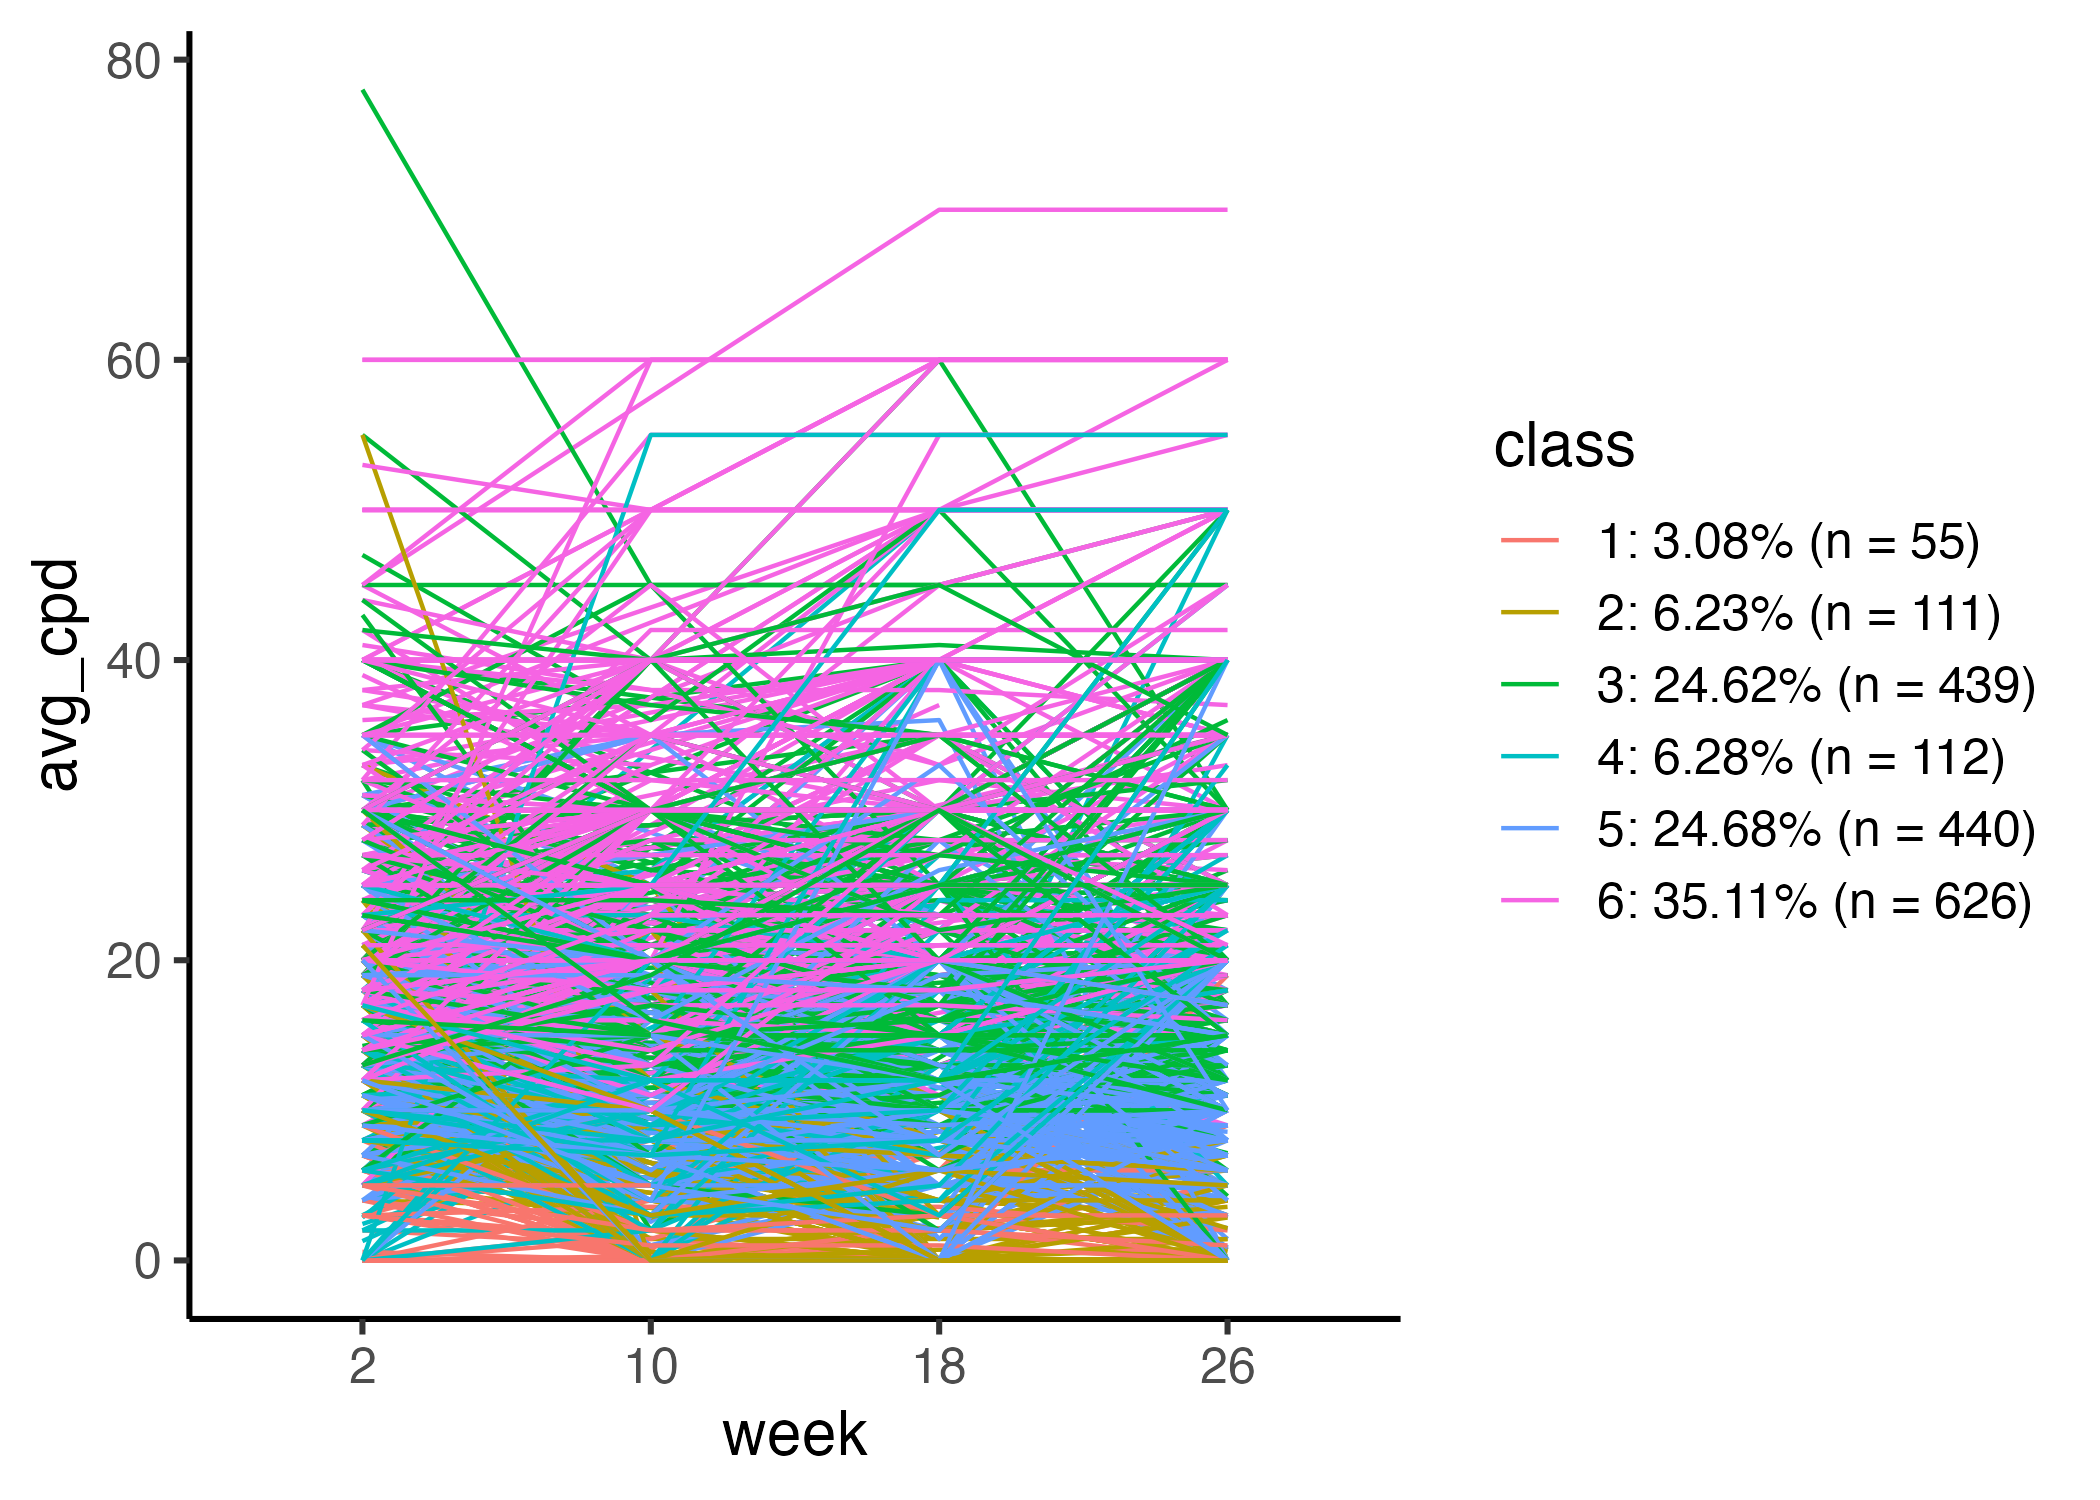 80
60
40
20
0
avg_cpd
2 10 18 26
week
class
1: 3.08% (n = 55)
2: 6.23% (n = 111)
3: 24.62% (n = 439)
4: 6.28% (n = 112)
5: 24.68% (n = 440)
6: 35.11% (n = 626)